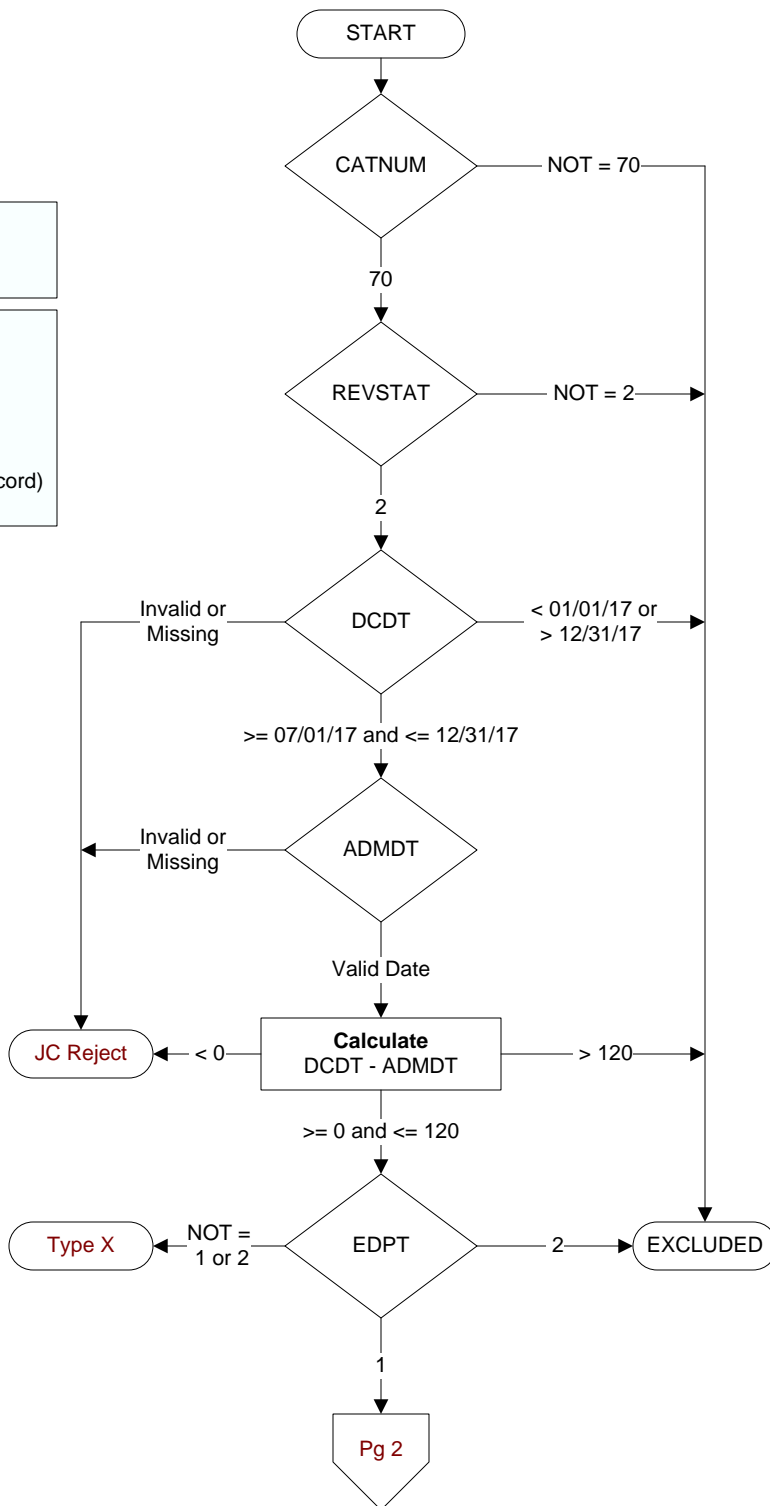 START
CATNUM
NOT = 70
70
REVSTAT
NOT = 2
cord)
2
Invalid or
Missing
DCDT
< 01/01/17 or
> 12/31/17
>= 07/01/17 and <= 12/31/17
Invalid or
Missing
ADMDT
Valid Date
JC Reject
< 0
Calculate
DCDT - ADMDT
> 120
>= 0 and <= 120
Type X
NOT =
1 or 2
EDPT
2
EXCLUDED
1
Pg 2